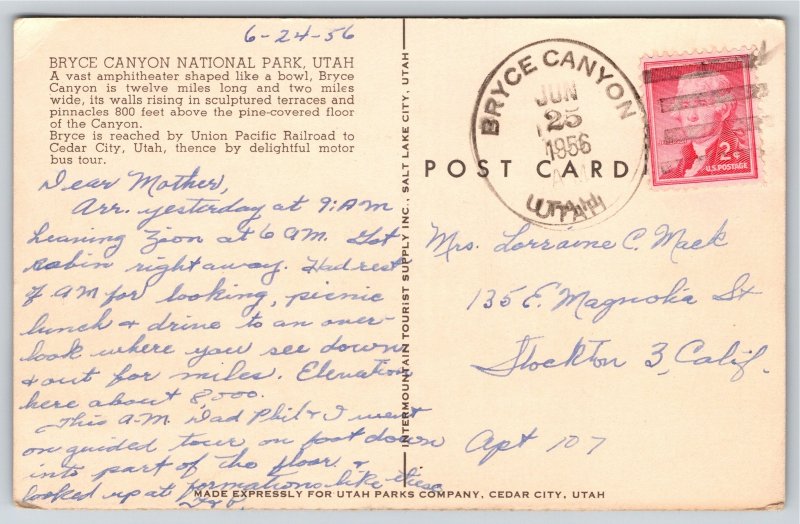 6-24-56
BRYCE CANYON NATIONAL PARK, UTAH
A vast amphitheater shaped like a bowl, Bryce
Canyon is twelve miles long and two miles
wide, its walls rising in sculptured terraces and
pinnacles 800 feet above the pine-covered floor
of the Canyon.
Bryce is reached by Union Pacific Railroad to
Cedar City, Utah, thence by delightful motor
bus tour.
Dear Mother,
Arr. yesterday at 9:AM
leaving Zion at 6 AM. Got
cabin right away. Had rest
of AM for looking, picnic
lunch & drive to an over-
look where you see down
& out for miles. Elevation
here about 8,000.
This A.M. Dad Phil & I went
on guided tour on foot down
into part of the floor &
looked up at formations like these
INTERMOUNTAIN TOURIST SUPPLY INC., SALT LAKE CITY, UTAH
POST CARD
BRYCE CANYON
JUN
25
1956
UTAH
2¢
U.S. POSTAGE
Mrs. Lorraine C. Mack
135 E. Magnolia St
Stockton 3, Calif.
Apt 107
MADE EXPRESSLY FOR UTAH PARKS COMPANY, CEDAR CITY, UTAH